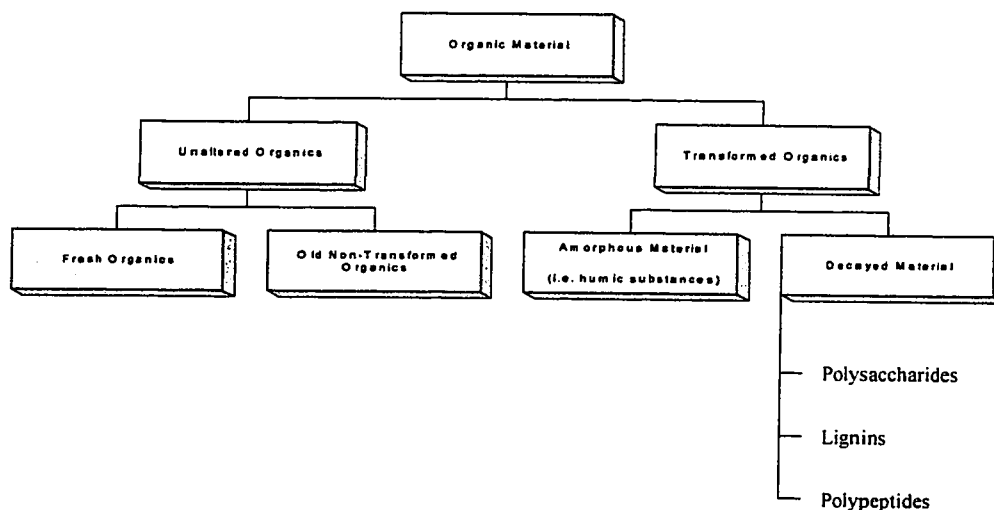 Organic Material
Unaltered Organics
Transformed Organics
Fresh Organics
Old Non-Transformed
Organics
Amorphous Material
(i.e. humic substances)
Decayed Material
Polysaccharides
Lignins
Polypeptides